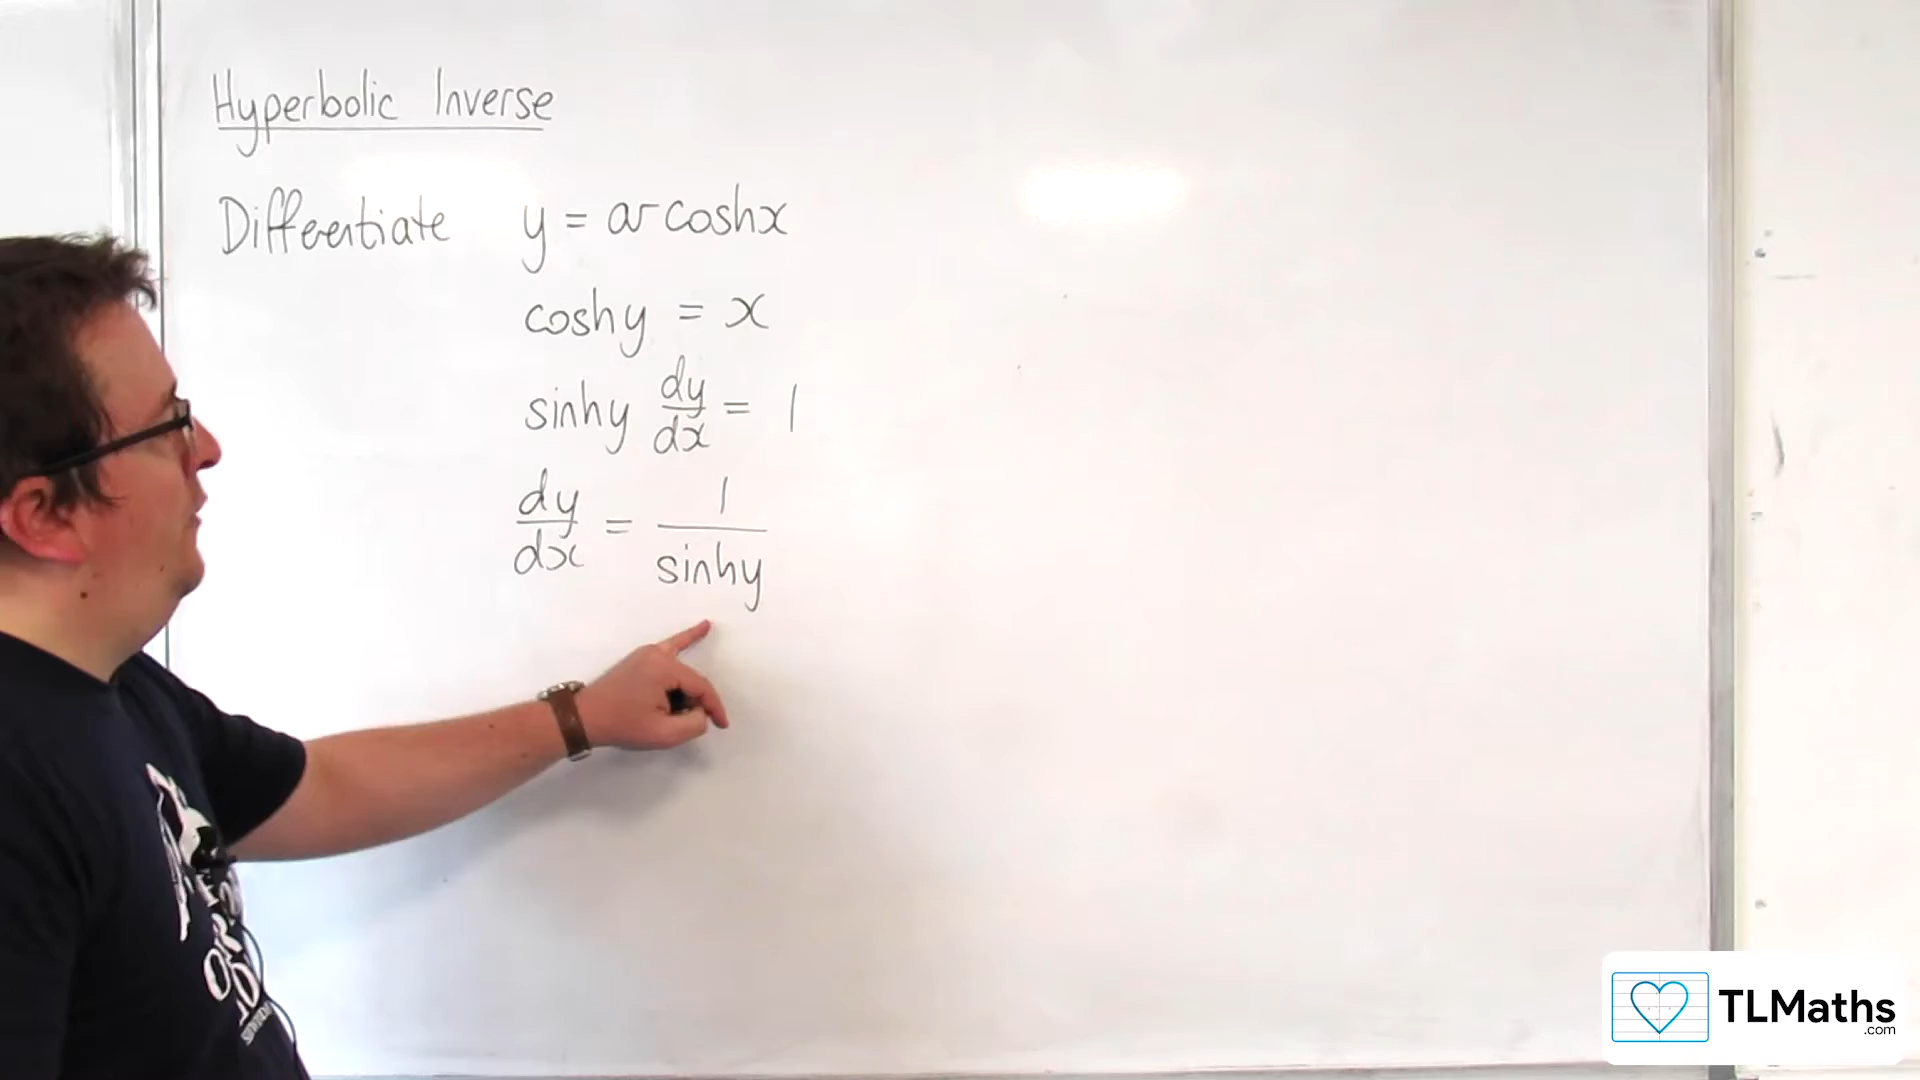 Hyperbolic Inverse
Differentiate y = arcoshx
coshy = x
sinhy dy/dx = 1
dy/dx = 1/sinhy
TLMaths
.com